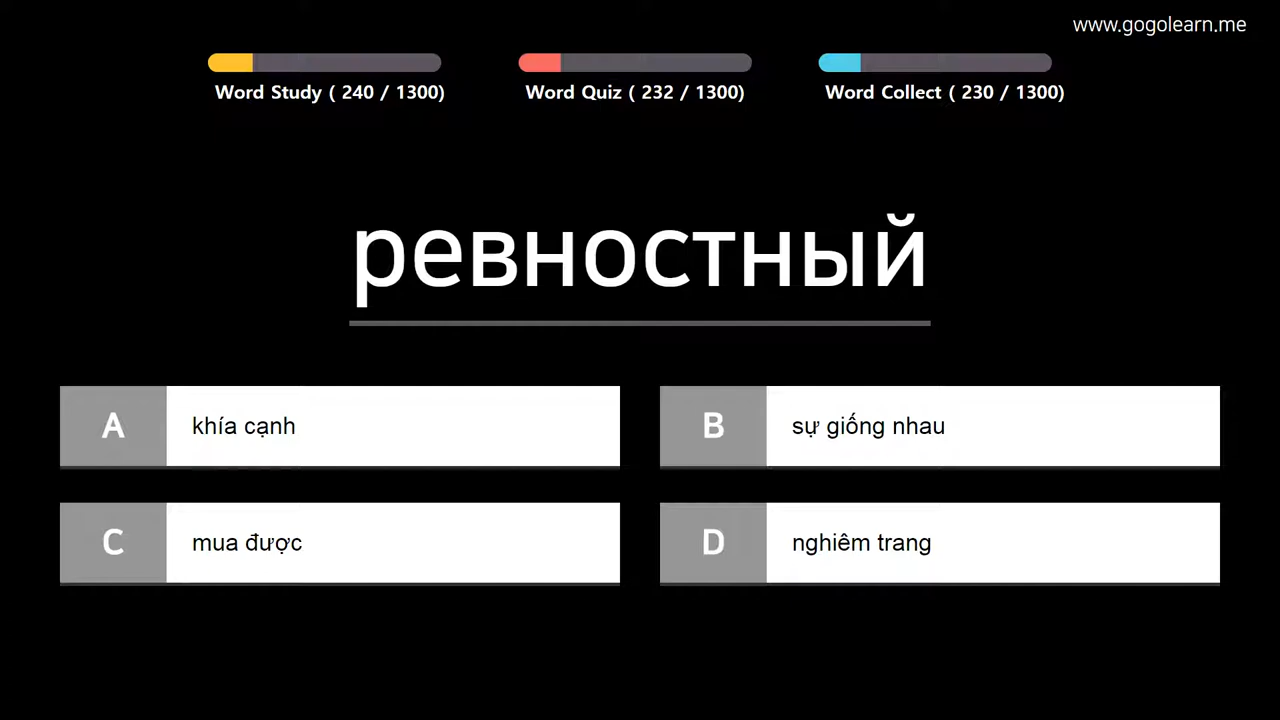 www.gogolearn.me
Word Study ( 240 / 1300)
Word Quiz ( 232 / 1300)
Word Collect ( 230 / 1300)
ревностный
A khía cạnh
B sự giống nhau
C mua được
D nghiêm trang